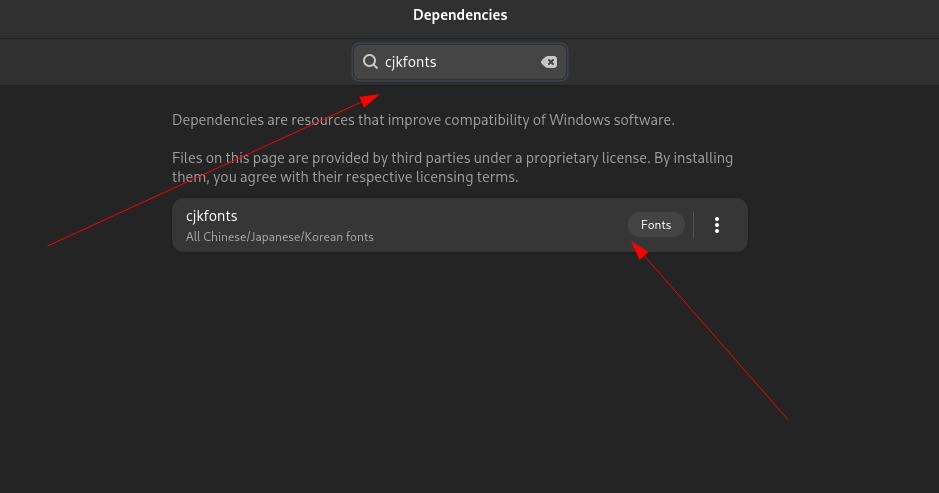 Dependencies
cjkfonts
Dependencies are resources that improve compatibility of Windows software.
Files on this page are provided by third parties under a proprietary license. By installing
them, you agree with their respective licensing terms.
cjkfonts
All Chinese/Japanese/Korean fonts
Fonts